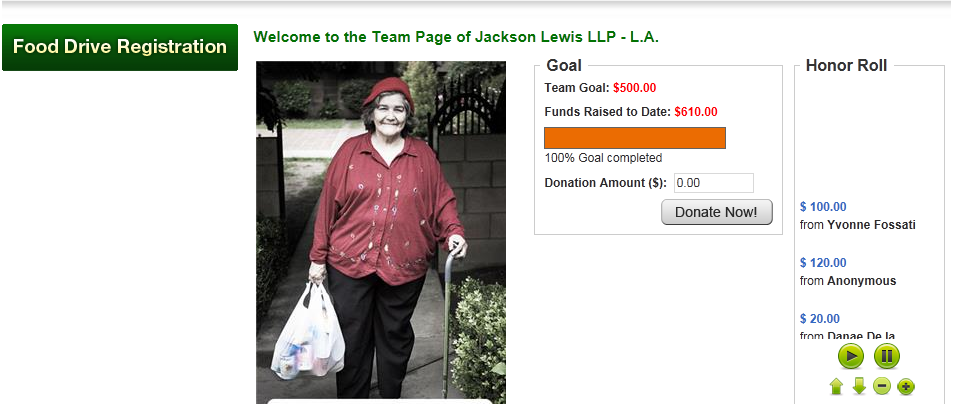 Food Drive Registration
Welcome to the Team Page of Jackson Lewis LLP - L.A.
Goal
Team Goal: $500.00
Funds Raised to Date: $610.00
100% Goal completed
Donation Amount ($): 0.00
Donate Now!
Honor Roll
$ 100.00
from Yvonne Fossati
$ 120.00
from Anonymous
$ 20.00
from Danae De la